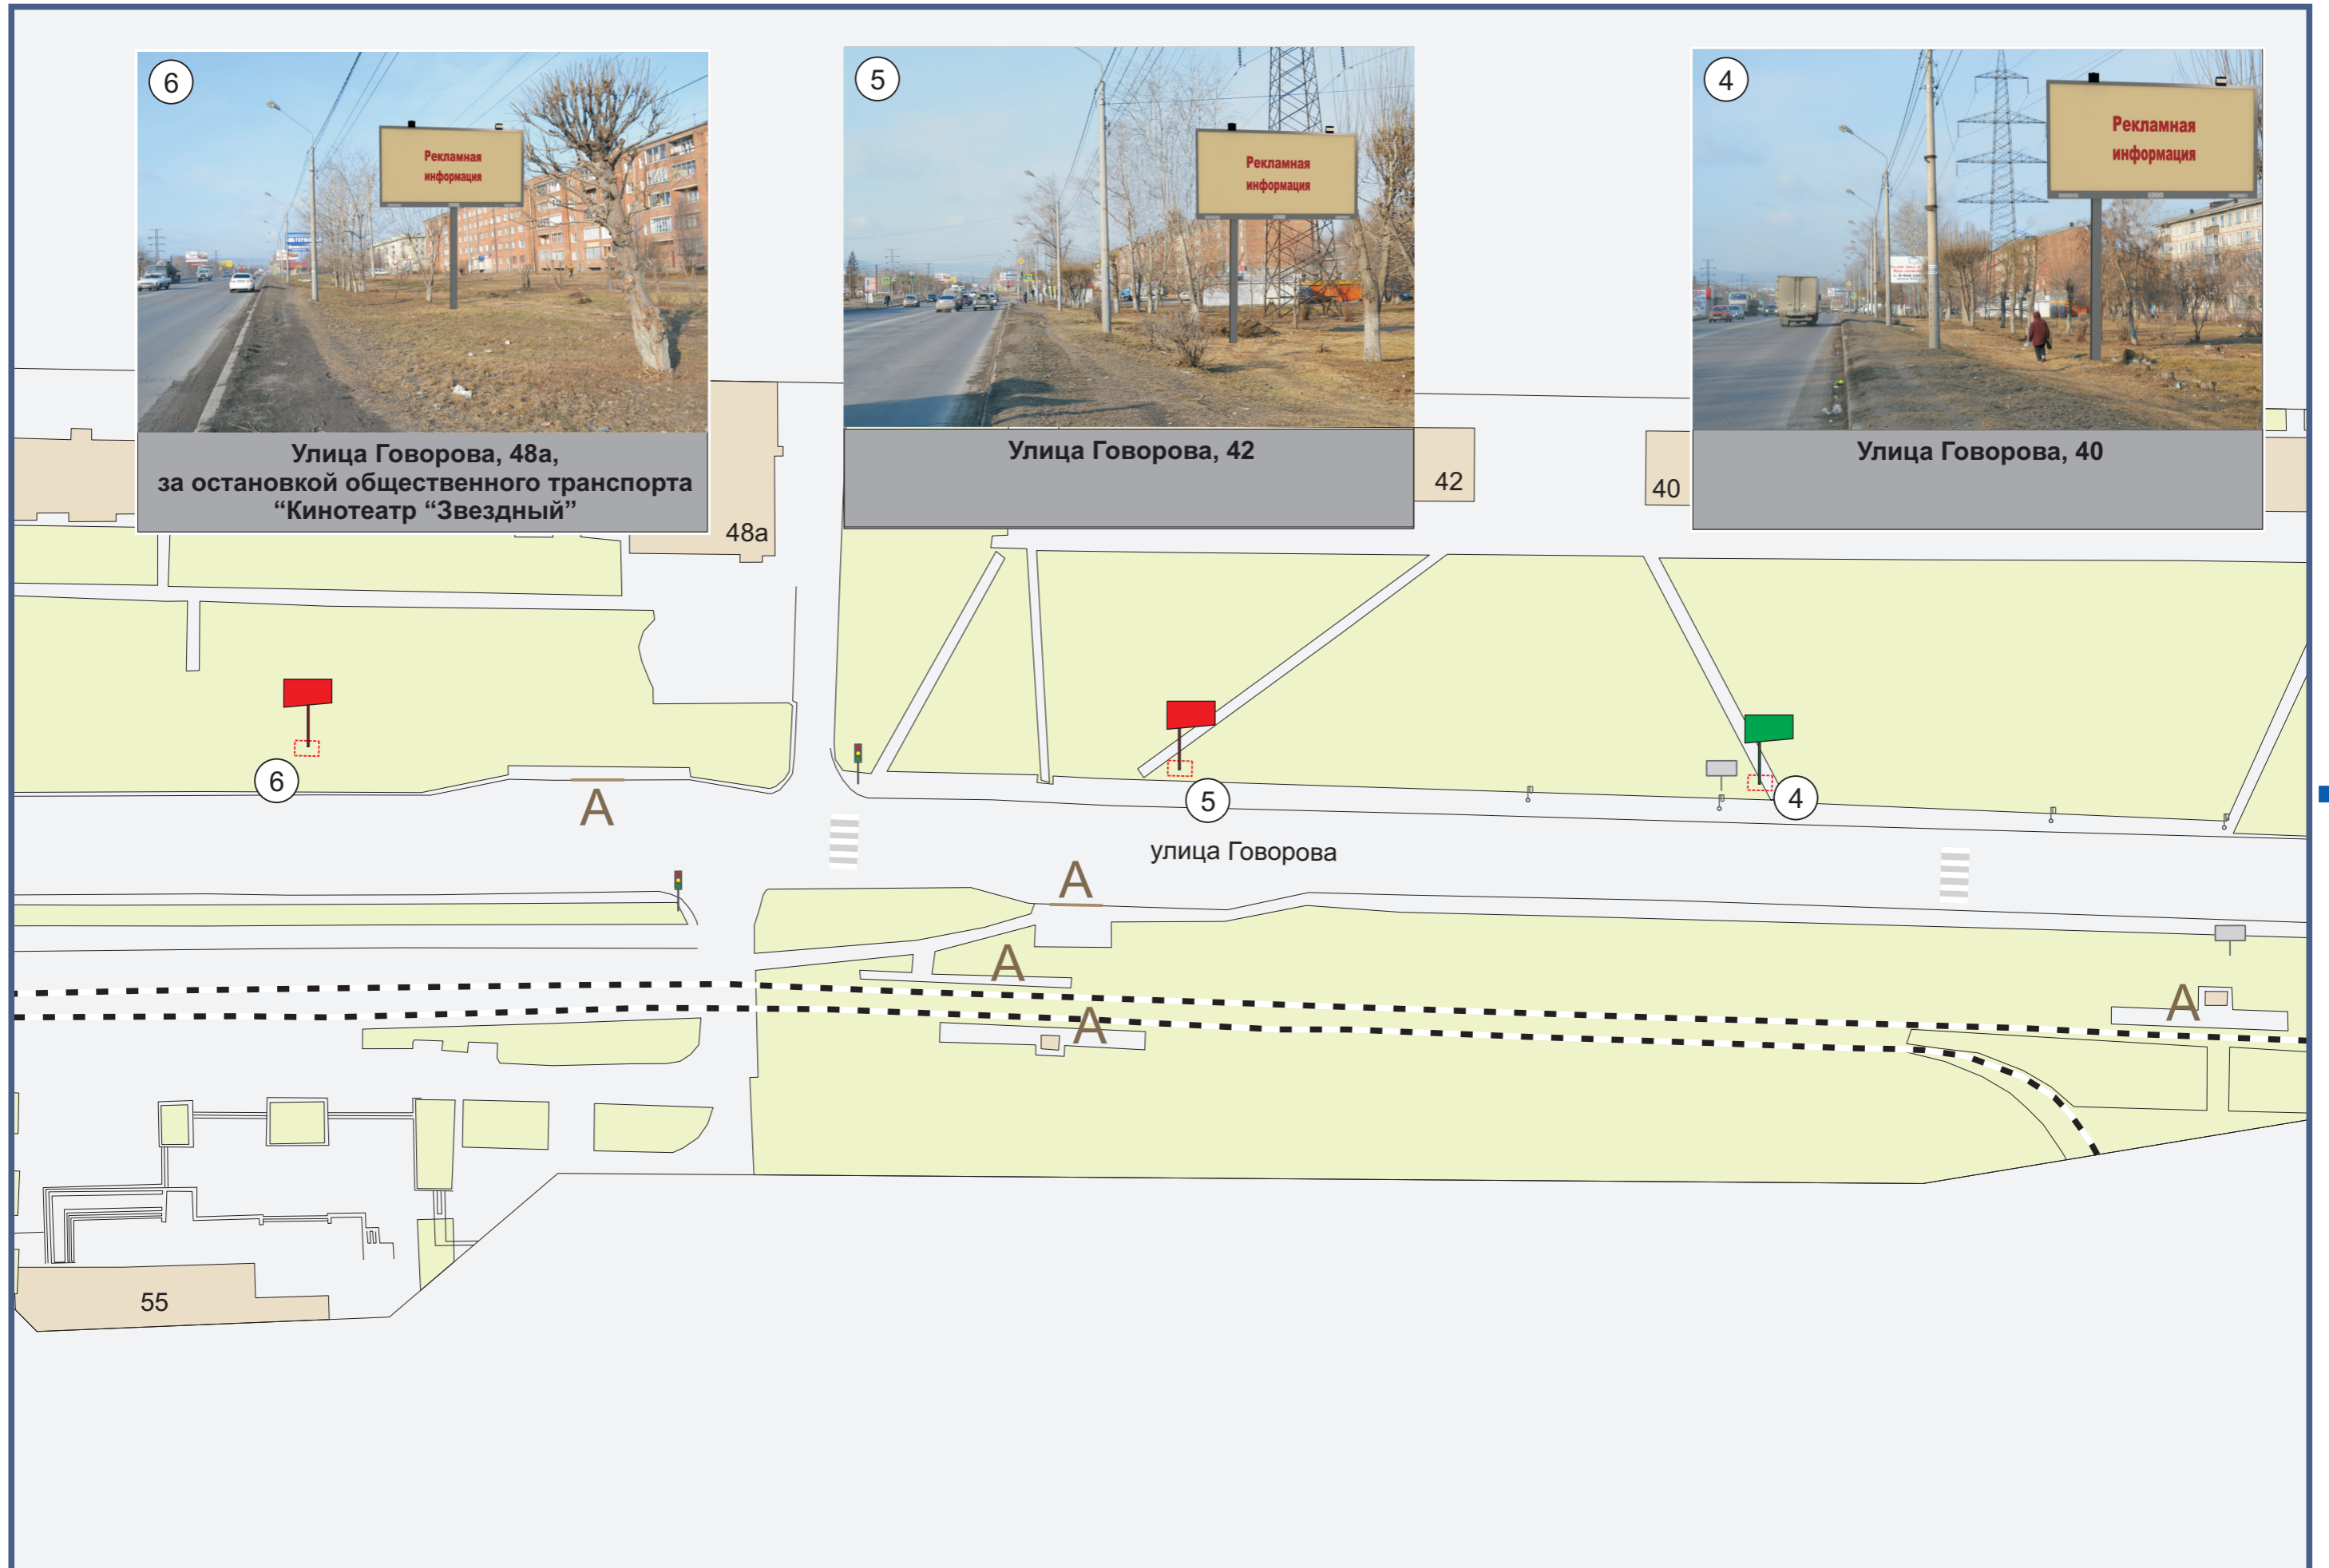 6
Рекламная
информация
Улица Говорова, 48а,
за остановкой общественного транспорта
“Кинотеатр “Звездный”
5
Рекламная
информация
Улица Говорова, 42
4
Рекламная
информация
Улица Говорова, 40
48а
42
40
6
А
5
4
улица Говорова
А
А
А
А
55